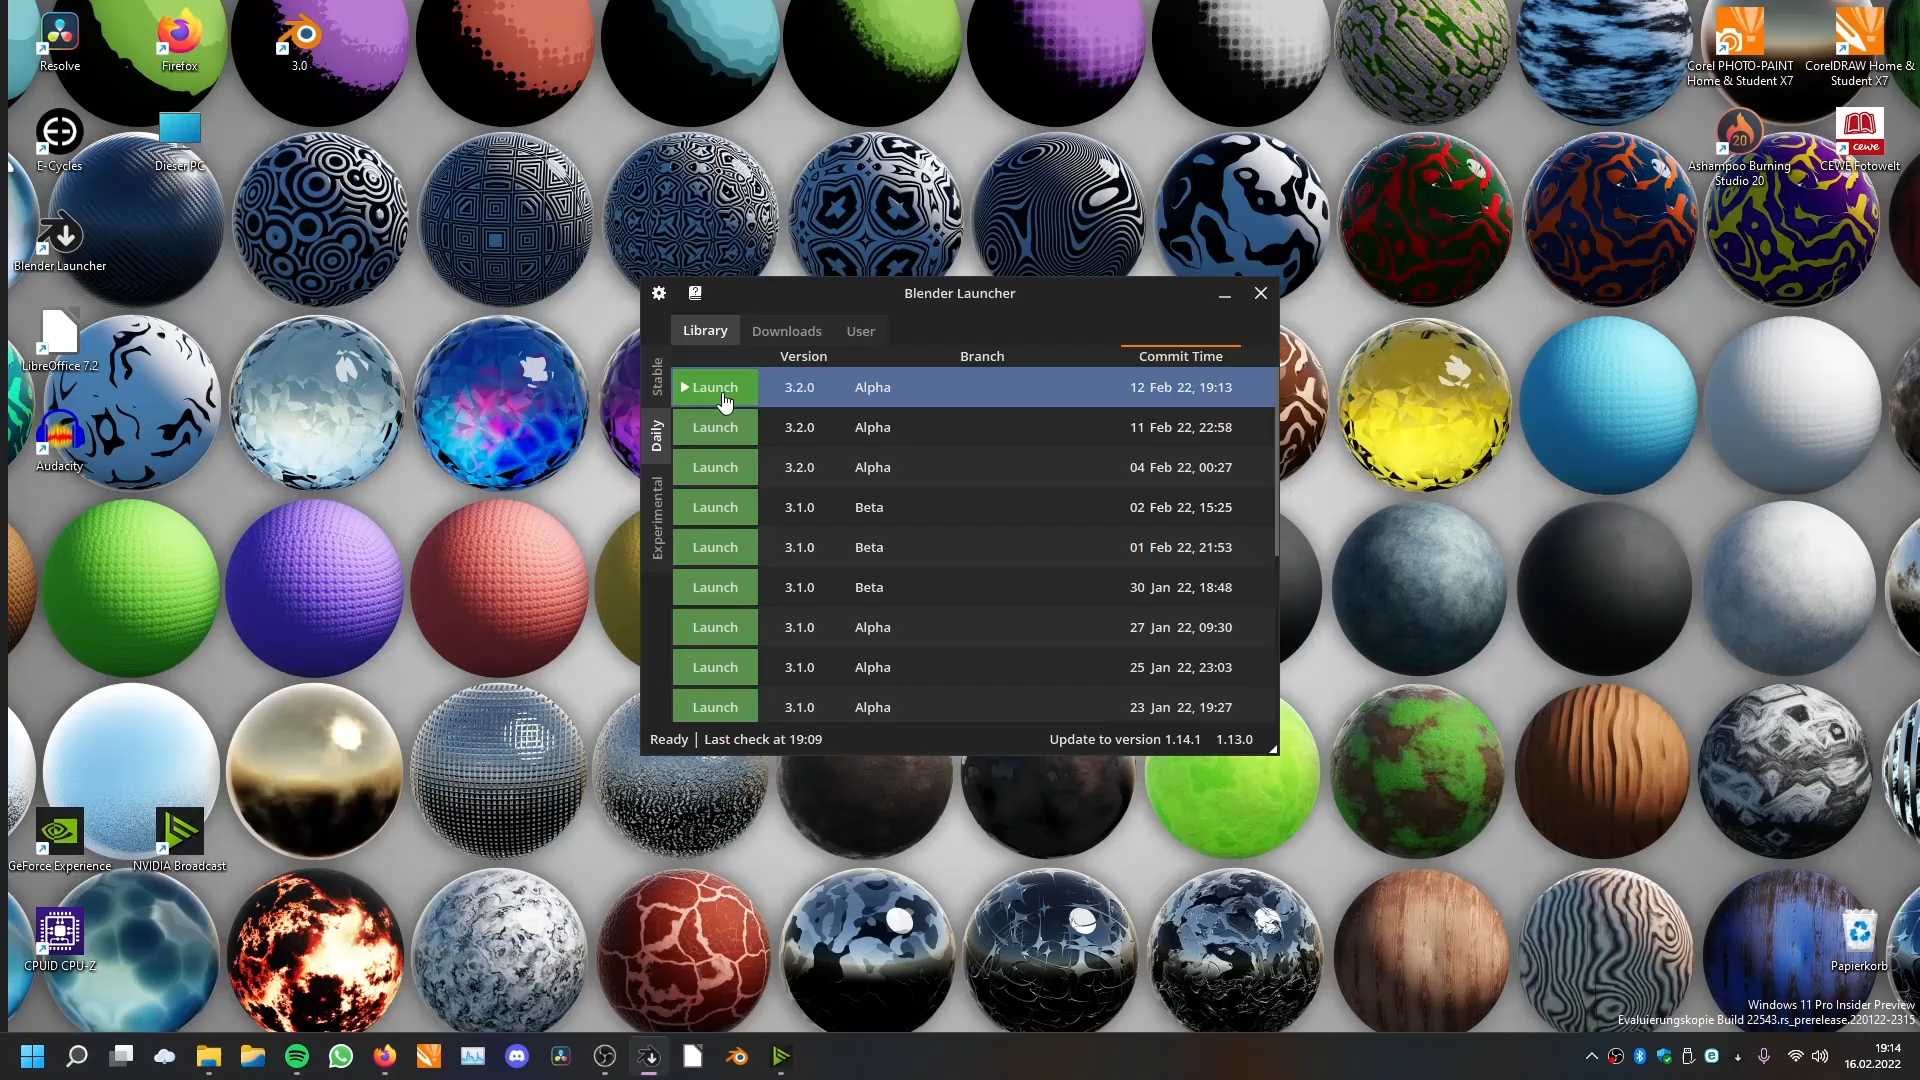 Resolve
Firefox
3.0
Corel PHOTO-PAINT
Home & Student X7
CorelDRAW Home &
Student X7
E-Cycles
Dieser PC
20
Ashampoo Burning
Studio 20
cewe
CEWE Fotowelt
Blender Launcher
LibreOffice 7.2
Audacity
GeForce Experience
NVIDIA Broadcast
CPUID CPU-Z
Papierkorb
Blender Launcher
Library
Downloads
User
Stable
Daily
Experimental
Version Branch Commit Time
Launch 3.2.0 Alpha 12 Feb 22, 19:13
Launch 3.2.0 Alpha 11 Feb 22, 22:58
Launch 3.2.0 Alpha 04 Feb 22, 00:27
Launch 3.1.0 Beta 02 Feb 22, 15:25
Launch 3.1.0 Beta 01 Feb 22, 21:53
Launch 3.1.0 Beta 30 Jan 22, 18:48
Launch 3.1.0 Alpha 27 Jan 22, 09:30
Launch 3.1.0 Alpha 25 Jan 22, 23:03
Launch 3.1.0 Alpha 23 Jan 22, 19:27
Ready | Last check at 19:09
Update to version 1.14.1 1.13.0
Windows 11 Pro Insider Preview
Evaluierungskopie Build 22543.rs_prerelease.220122-2315
19:14
16.02.2022